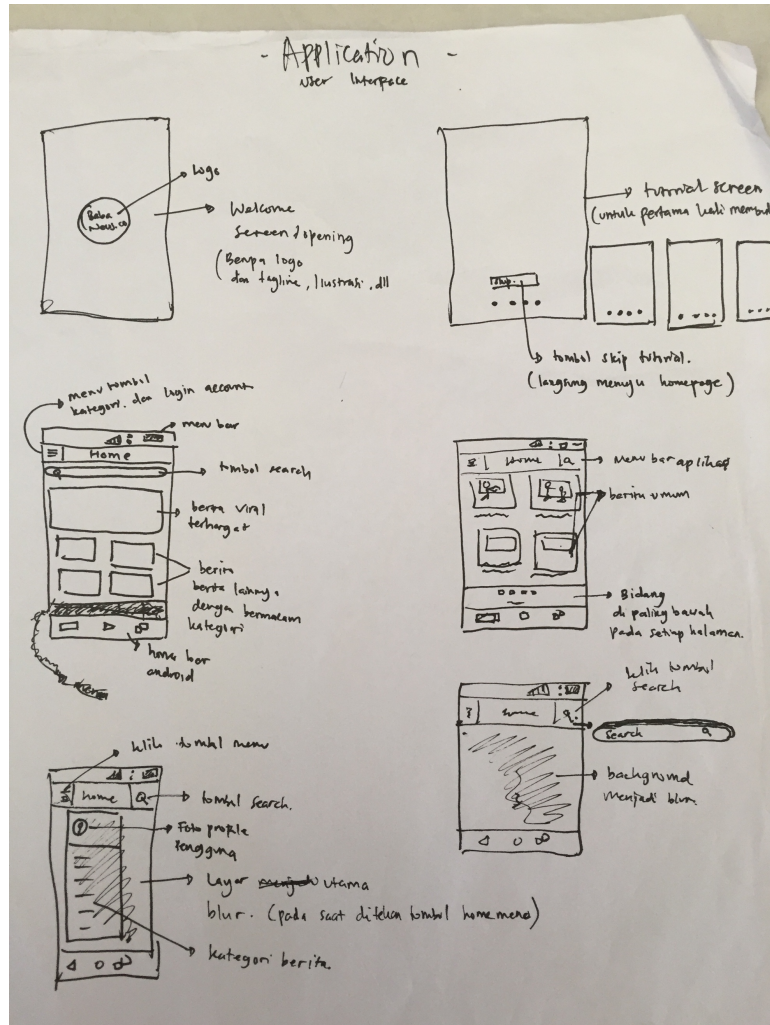 - Application -
User Interface
Logo
Baba
News.co
Welcome
screen opening
(Berupa logo
dan tagline, Ilustrasi, dll
tutorial screen
(untuk pertama kali membu
skip
tombol skip tutorial.
(langsung menuju homepage)
menu tombol
kategori. dan login account
menu bar
Home
tombol search
berita viral
terhangat
berita
berita lainnya
dengan bermacam
kategori
home bar
android
Home
Menu bar aplikasi
berita umum
Bidang
di paling bawah
pada setiap halaman.
klik tombol
search
home
Search
background
menjadi blur.
klik tombol menu
home
tombol search.
Foto profile
Pengguna
Layar utama
blur. (pada saat ditekan tombol home menu)
kategori berita.